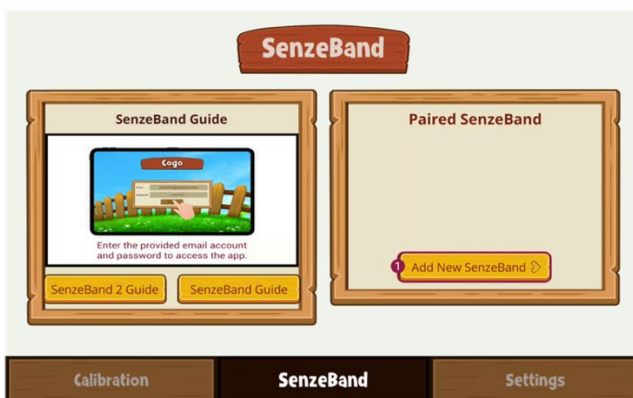 SenzeBand
SenzeBand Guide
Cogo
Enter the provided email account
and password to access the app.
SenzeBand 2 Guide
SenzeBand Guide
Paired SenzeBand
1 Add New SenzeBand
Calibration
SenzeBand
Settings